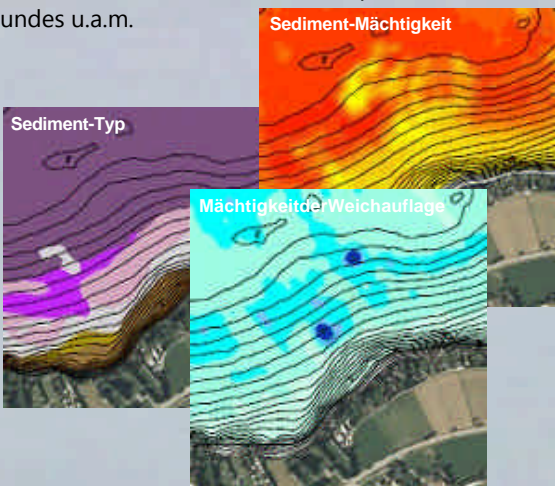 undes u.a.m.
Sediment-Mächtigkeit
Sediment-Typ
MächtigkeitderWeichauflage